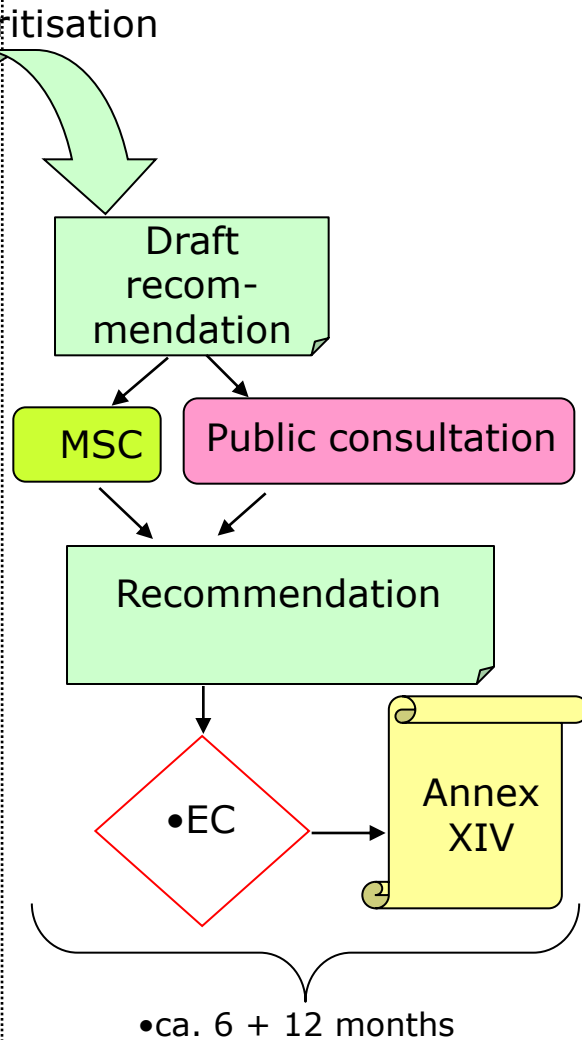 ritisation
Draft
recom-
mendation
MSC
Public consultation
Recommendation
•EC
Annex
XIV
•ca. 6 + 12 months